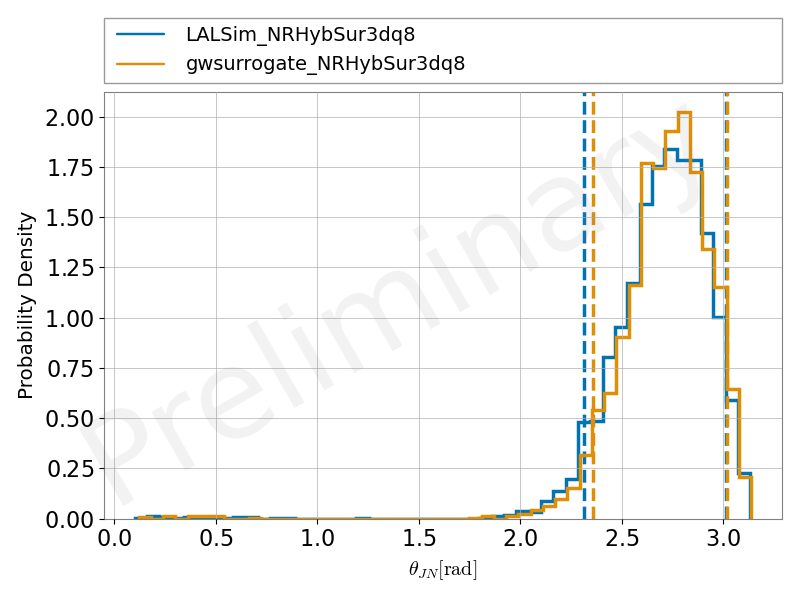 LALSim_NRHybSur3dq8
gwsurrogate_NRHybSur3dq8
2.00
1.75
1.50
1.25
1.00
0.75
0.50
0.25
0.00
Probability Density
Preliminary
0.0 0.5 1.0 1.5 2.0 2.5 3.0
θ_JN[rad]